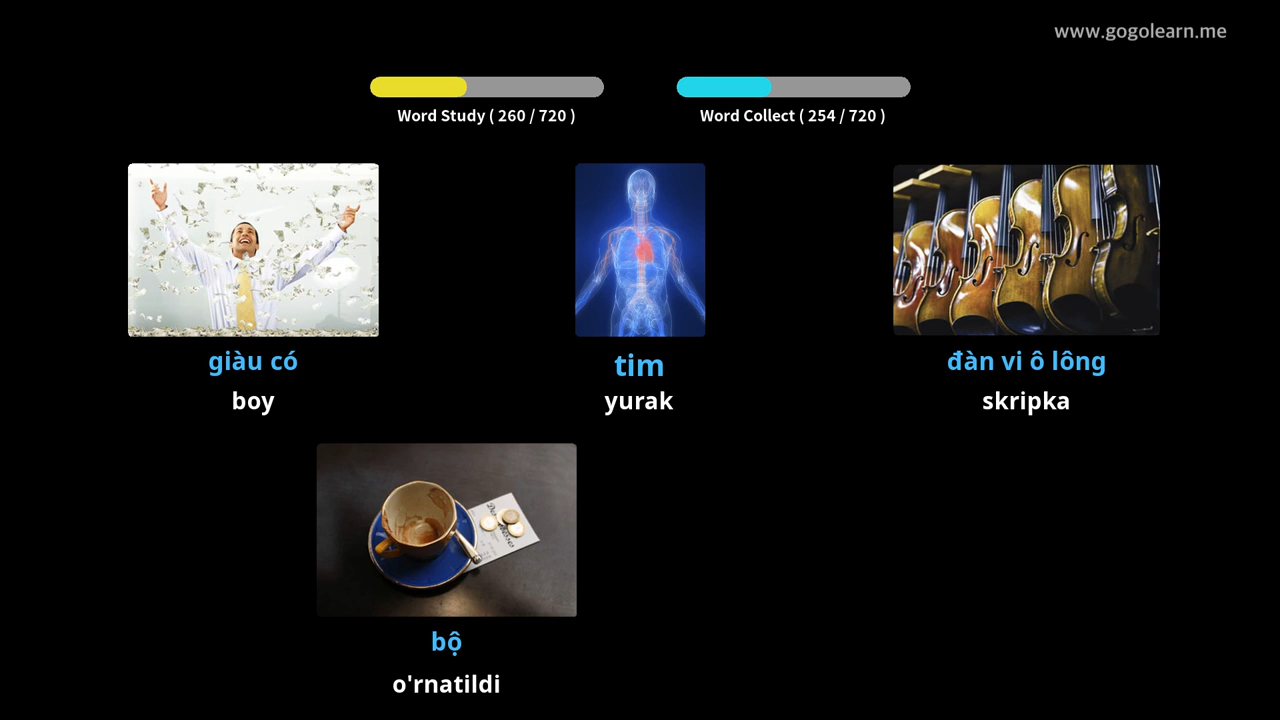 www.gogolearn.me
Word Study ( 260 / 720 )
Word Collect ( 254 / 720 )
giàu có
tim
đàn vi ô lông
boy
yurak
skripka
bộ
o'rnatildi